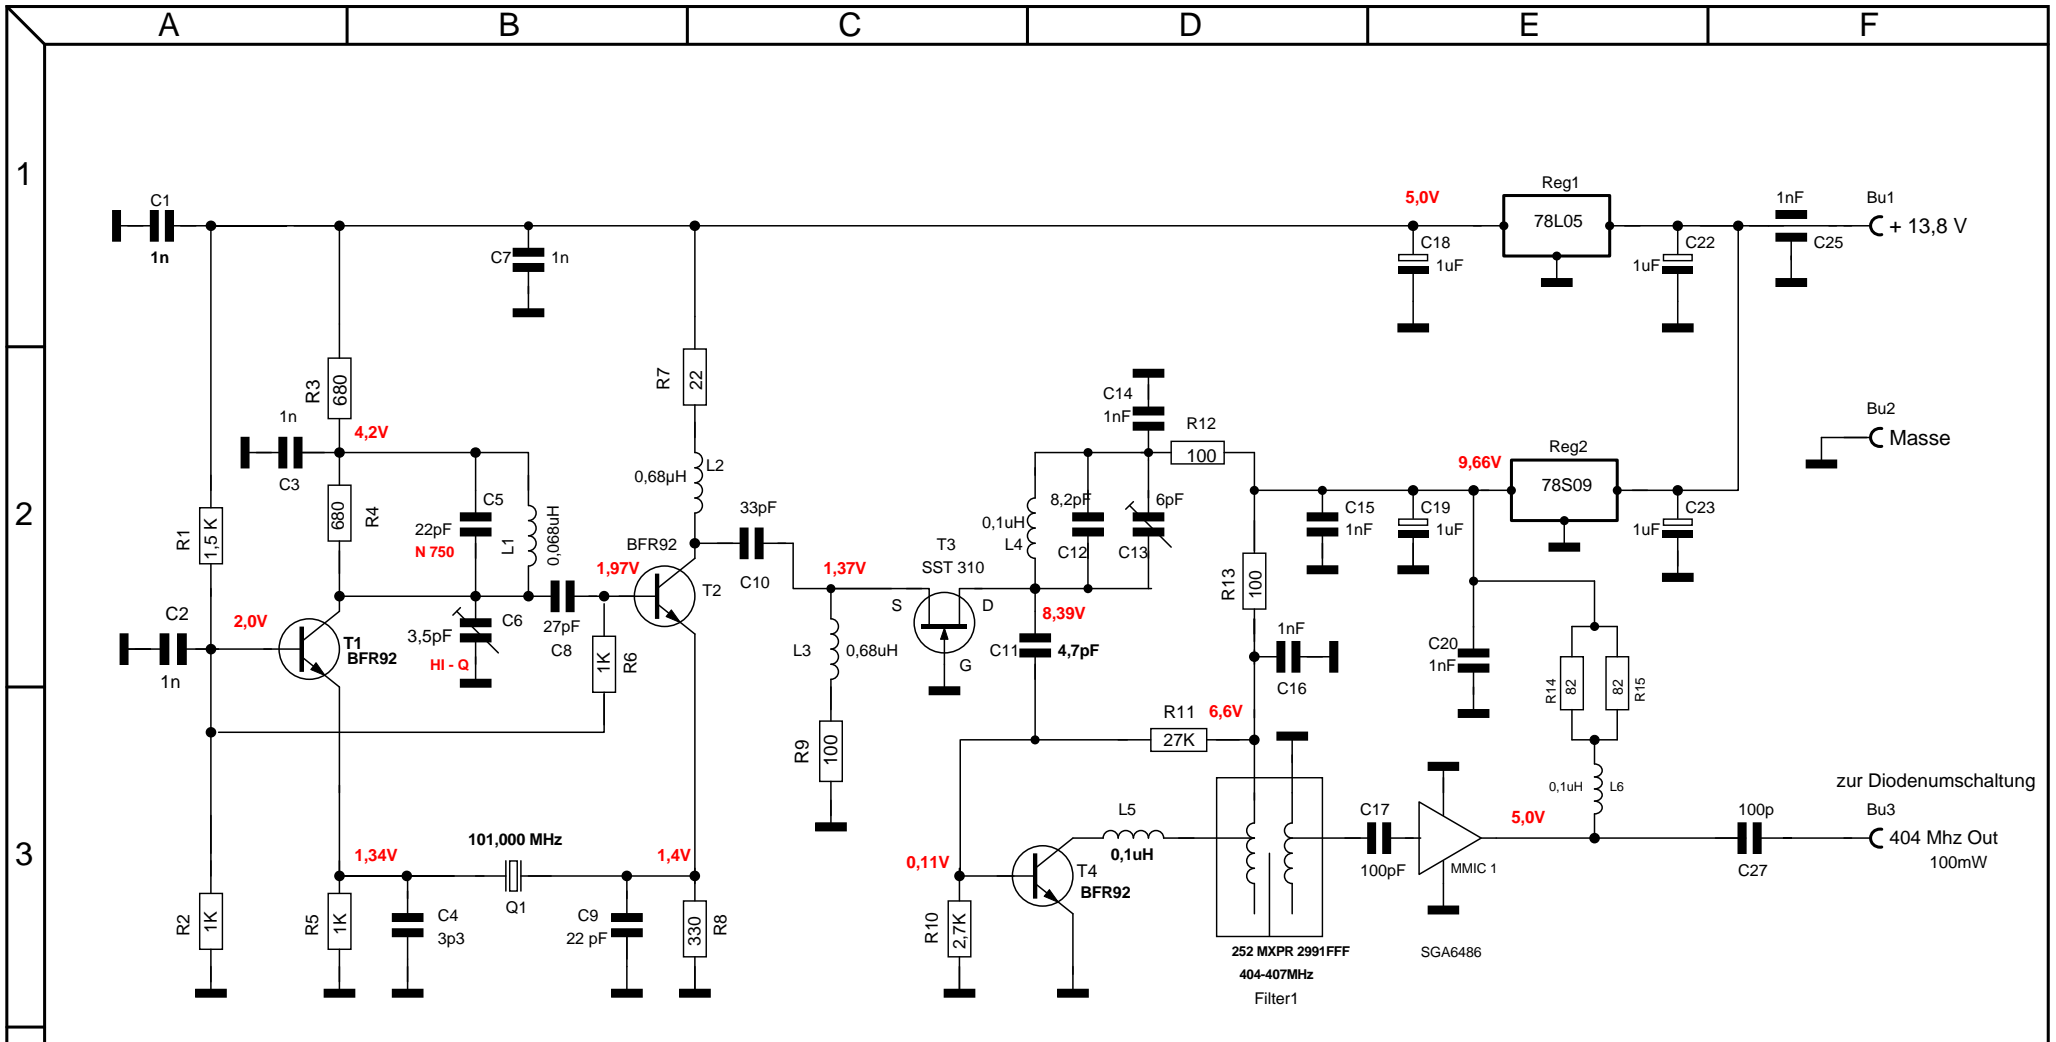 A B C D E F
1
2
3
C1
1n
C7 1n
5,0V
C18
1uF
Reg1
78L05
C22
1uF
1nF
C25
Bu1
+ 13,8 V
R3
680
R7
22
1n
C3
4,2V
R4
680
C5
22pF
N 750
L1
0,068uH
0,68µH
L2
33pF
C10
C14
1nF
R12
100
8,2pF
C12
6pF
C13
0,1uH
L4
9,66V
Reg2
78S09
C15
1nF
C19
1uF
C23
1uF
Bu2
Masse
R1
1,5 K
BFR92
1,97V
T2
1,37V
T3
SST 310
S
D
G
8,39V
R13
100
C2
1n
2,0V
T1
BFR92
3,5pF
HI - Q
C6
27pF
C8
1K
R6
L3
0,68uH
C11
4,7pF
1nF
C16
C20
1nF
R14
82
82
R15
R9
100
R11
27K
6,6V
0,1uH
L6
zur Diodenumschaltung
1,34V
101,000 MHz
Q1
1,4V
0,11V
L5
0,1uH
T4
BFR92
C17
100pF
MMIC 1
5,0V
100p
C27
Bu3
404 Mhz Out
100mW
R2
1K
R5
1K
C4
3p3
C9
22 pF
330
R8
R10
2,7K
252 MXPR 2991FFF
404-407MHz
Filter1
SGA6486